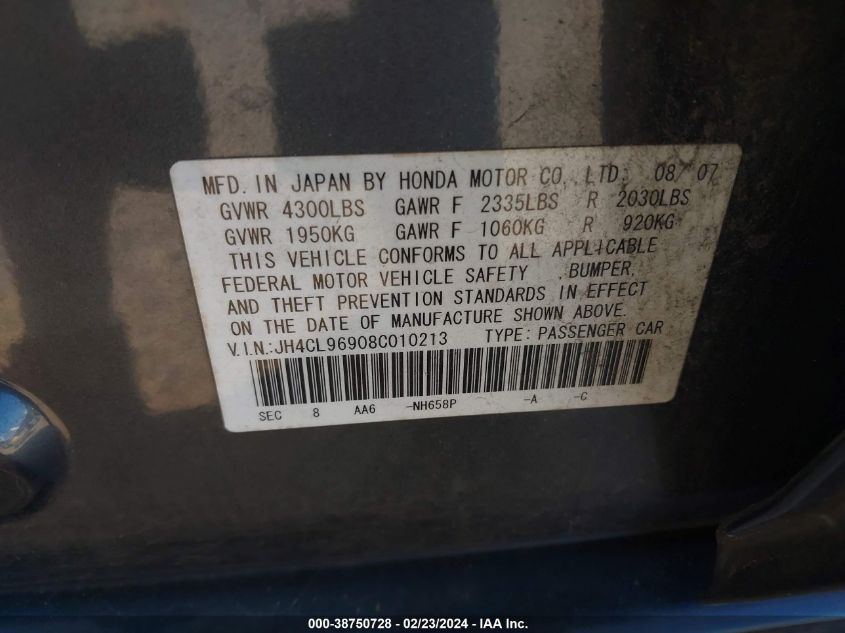 MFD. IN JAPAN BY HONDA MOTOR CO., LTD. 08/07
GVWR 4300LBS GAWR F 2335LBS R 2030LBS
GVWR 1950KG GAWR F 1060KG R 920KG
THIS VEHICLE CONFORMS TO ALL APPLICABLE
FEDERAL MOTOR VEHICLE SAFETY , BUMPER,
AND THEFT PREVENTION STANDARDS IN EFFECT
ON THE DATE OF MANUFACTURE SHOWN ABOVE.
V.I.N.:JH4CL96908C010213 TYPE: PASSENGER CAR
SEC 8 AA6 -NH658P -A -C
000-38750728 - 02/23/2024 - IAA Inc.